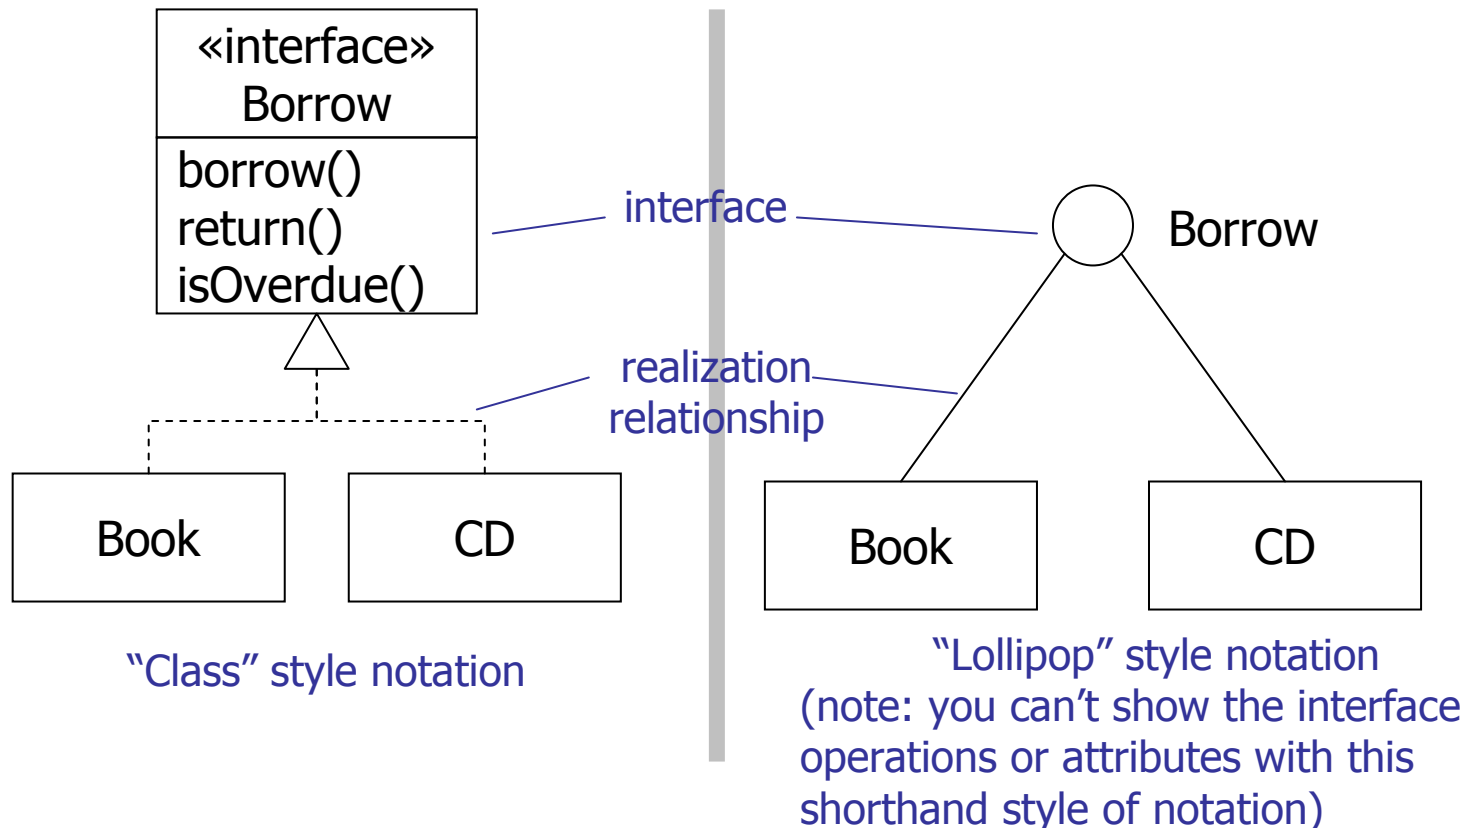 «interface»
Borrow
borrow()
return()
isOverdue()
Book
CD
“Class” style notation
interface
realization
relationship
Borrow
Book
CD
“Lollipop” style notation
(note: you can’t show the interface
operations or attributes with this
shorthand style of notation)